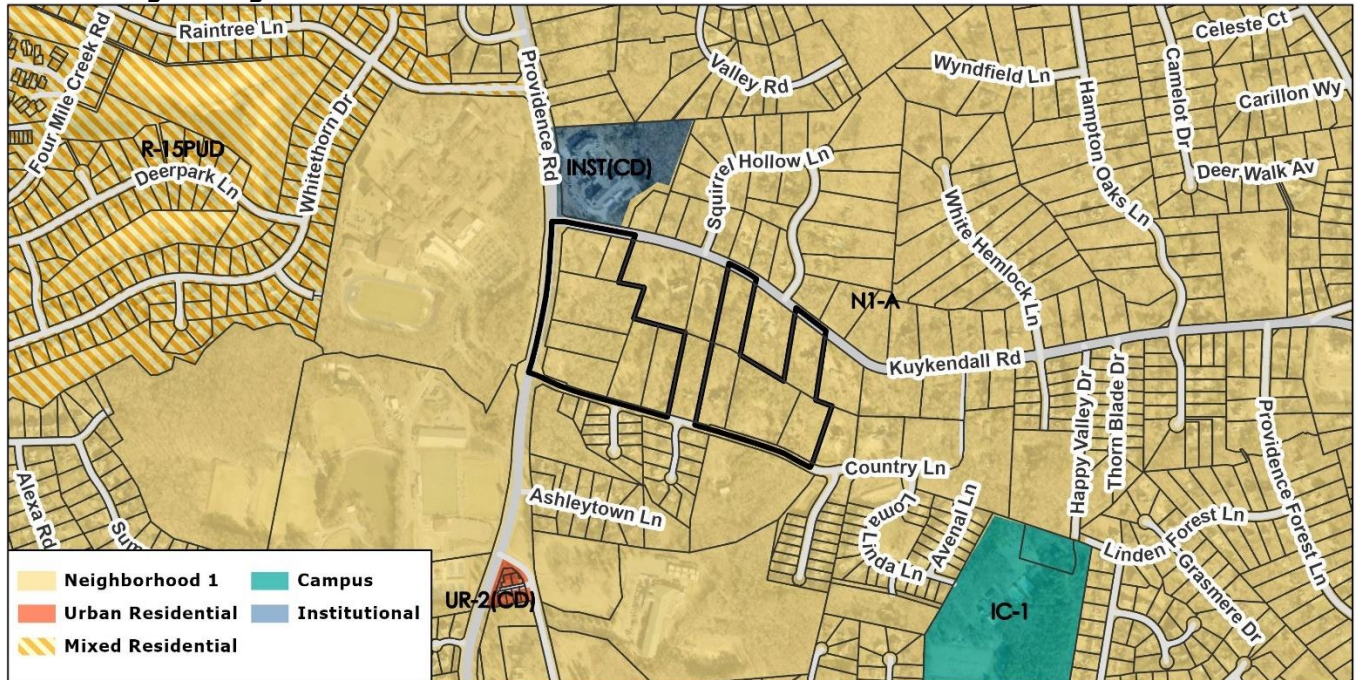 Raintree Ln
Four Mile Creek Rd
Whitethorn Dr
R-15PUD
Deerpark Ln
Providence Rd
INST(CD)
Valley Rd
Squirrel Hollow Ln
Wyndfield Ln
Hampton Oaks Ln
Camelot Dr
Celeste Ct
Carillon Wy
Deer Walk Av
White Hemlock Ln
N1-A
Kuykendall Rd
Happy Valley Dr
Thorn Blade Dr
Providence Forest Ln
Country Ln
Loma Linda Ln
Avenal Ln
Linden Forest Ln
Grasmere Dr
IC-1
Ashleytown Ln
UR-2(CD)
Alexa Rd
Neighborhood 1
Urban Residential
Mixed Residential
Campus
Institutional